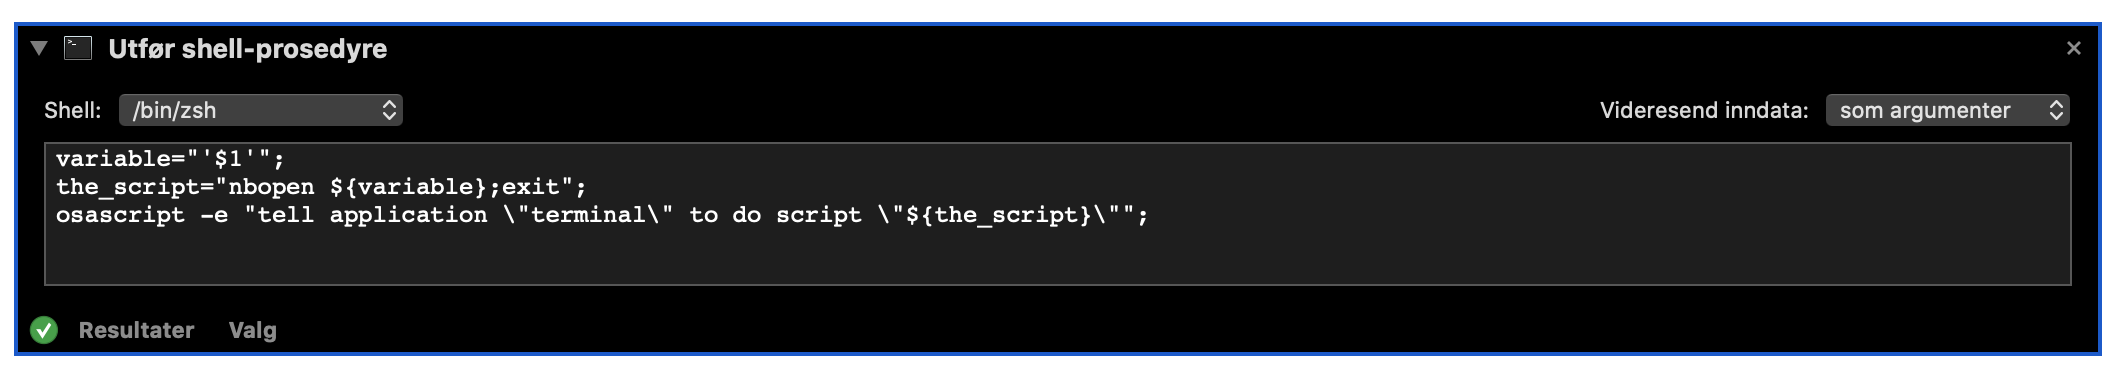 Utfør shell-prosedyre
Shell: /bin/zsh Videresend inndata: som argumenter
variable="'$1'";
the_script="nbopen ${variable};exit";
osascript -e "tell application \"terminal\" to do script \"${the_script}\"";
Resultater Valg